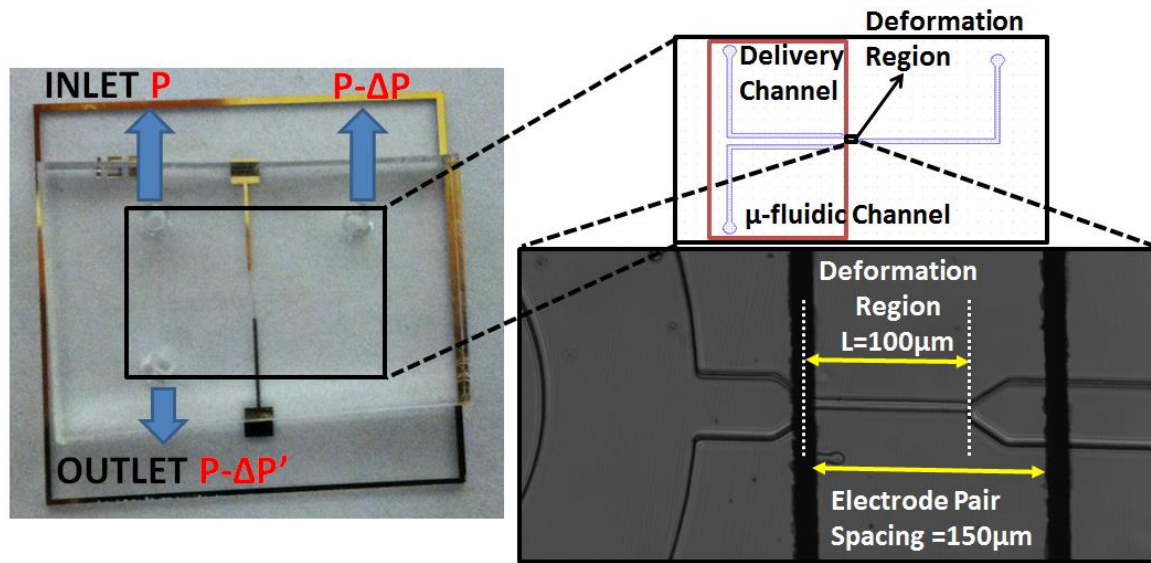 INLET P
P-ΔP
OUTLET P-ΔP’
Delivery
Channel
Deformation
Region
μ-fluidic Channel
Deformation
Region
L=100μm
Electrode Pair
Spacing =150μm